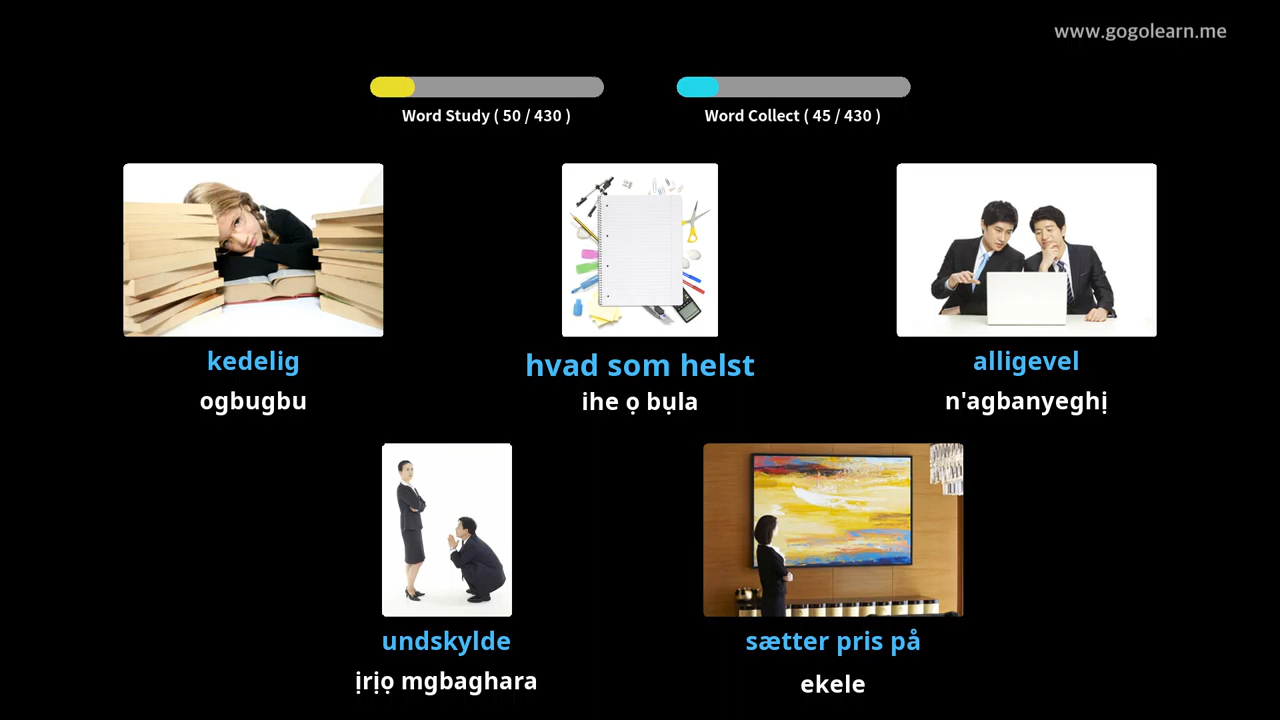 www.gogolearn.me
Word Study ( 50 / 430 )
Word Collect ( 45 / 430 )
kedelig
ogbugbu
hvad som helst
ihe ọ bụla
alligevel
n'agbanyeghị
undskylde
ịrịọ mgbaghara
sætter pris på
ekele